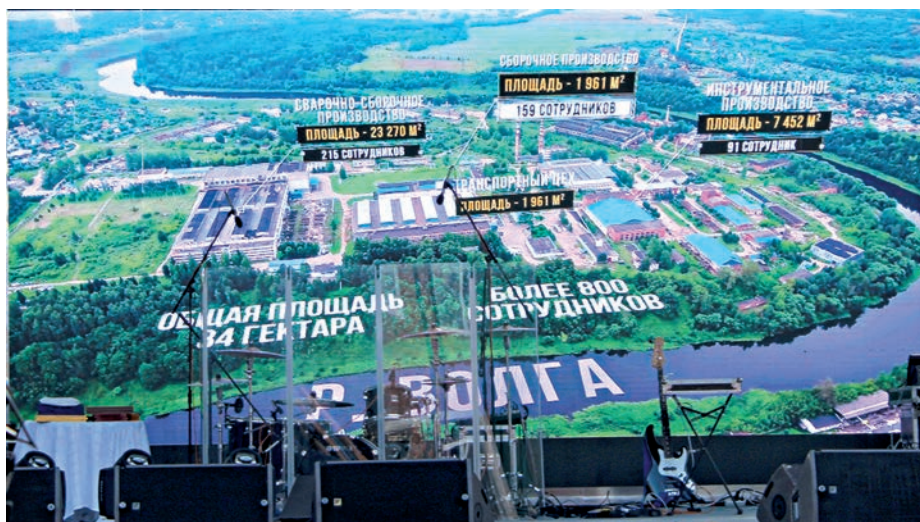 СБОРОЧНОЕ ПРОИЗВОДСТВО
ПЛОЩАДЬ - 1 961 М²
159 СОТРУДНИКОВ
СВАРОЧНО-СБОРОЧНОЕ
ПРОИЗВОДСТВО
ПЛОЩАДЬ - 23 270 М²
215 СОТРУДНИКОВ
ИНСТРУМЕНТАЛЬНОЕ
ПРОИЗВОДСТВО
ПЛОЩАДЬ - 7 452 М²
91 СОТРУДНИК
ТРАНСПОРТНЫЙ ЦЕХ
ПЛОЩАДЬ - 1 961 М²
ОБЩАЯ ПЛОЩАДЬ
34 ГЕКТАРА
БОЛЕЕ 800
СОТРУДНИКОВ
Р. ВОЛГА